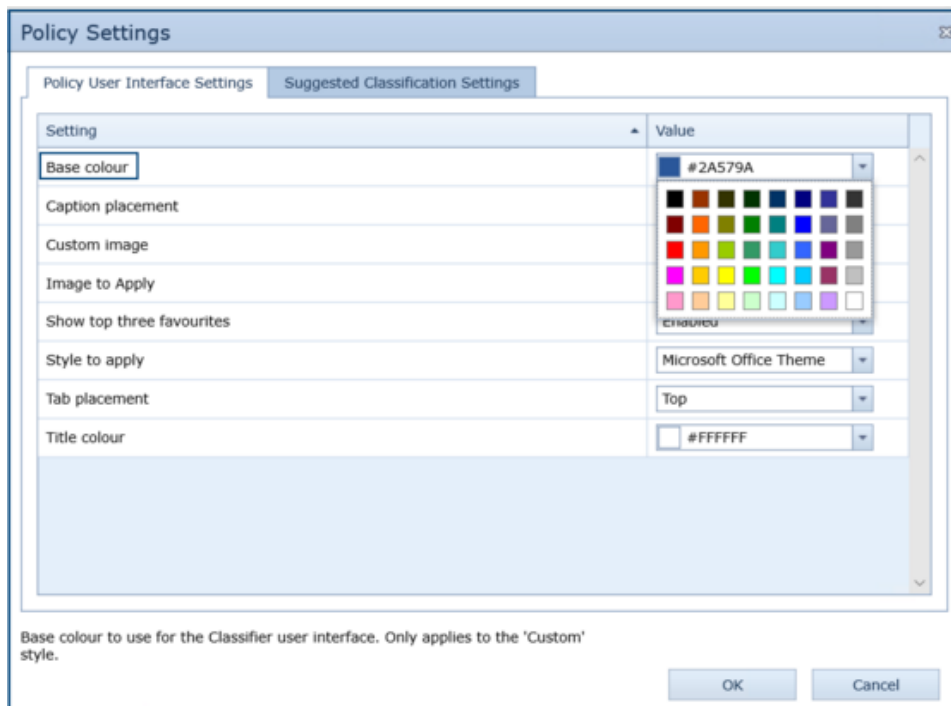 Policy Settings
Policy User Interface Settings Suggested Classification Settings
Setting Value
Base colour #2A579A
Caption placement
Custom image
Image to Apply
Show top three favourites Enabled
Style to apply Microsoft Office Theme
Tab placement Top
Title colour #FFFFFF
Base colour to use for the Classifier user interface. Only applies to the 'Custom'
style.
OK Cancel